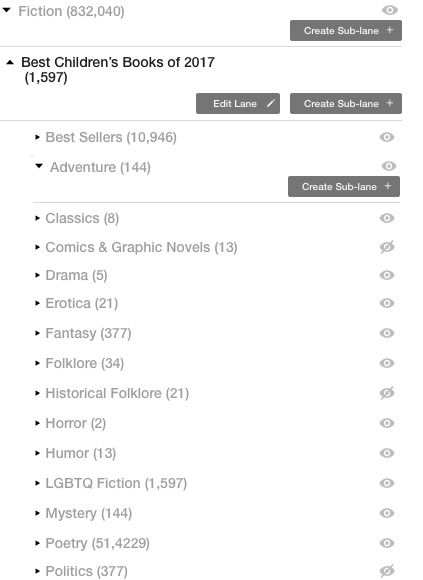 Fiction (832,040)
Create Sub-lane +
Best Children's Books of 2017
(1,597)
Edit Lane
Create Sub-lane +
Best Sellers (10,946)
Adventure (144)
Create Sub-lane +
Classics (8)
Comics & Graphic Novels (13)
Drama (5)
Erotica (21)
Fantasy (377)
Folklore (34)
Historical Folklore (21)
Horror (2)
Humor (13)
LGBTQ Fiction (1,597)
Mystery (144)
Poetry (51,4229)
Politics (377)